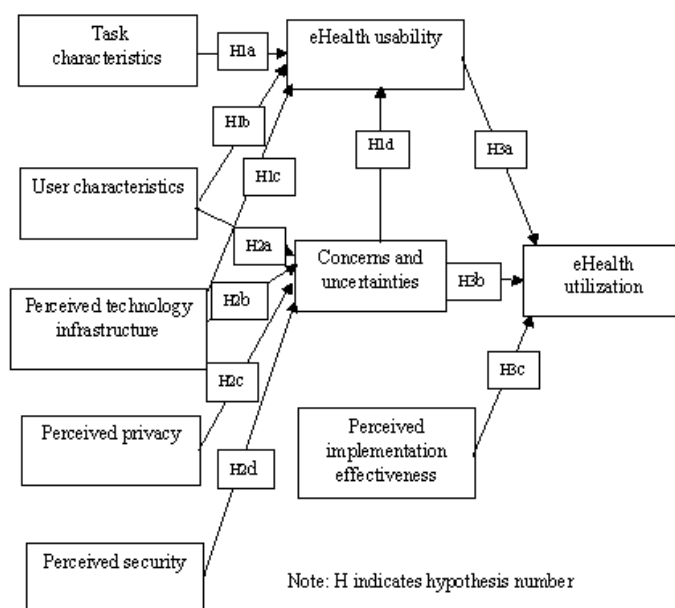 Task
characteristics
H1a
eHealth usability
H1b
H1d
H3a
User characteristics
H1c
H2a
Concerns and
uncertainties
eHealth
utilization
Perceived technology
infrastructure
H2b
H3b
H2c
H3c
Perceived privacy
Perceived
implementation
effectiveness
H2d
Perceived security
Note: H indicates hypothesis number